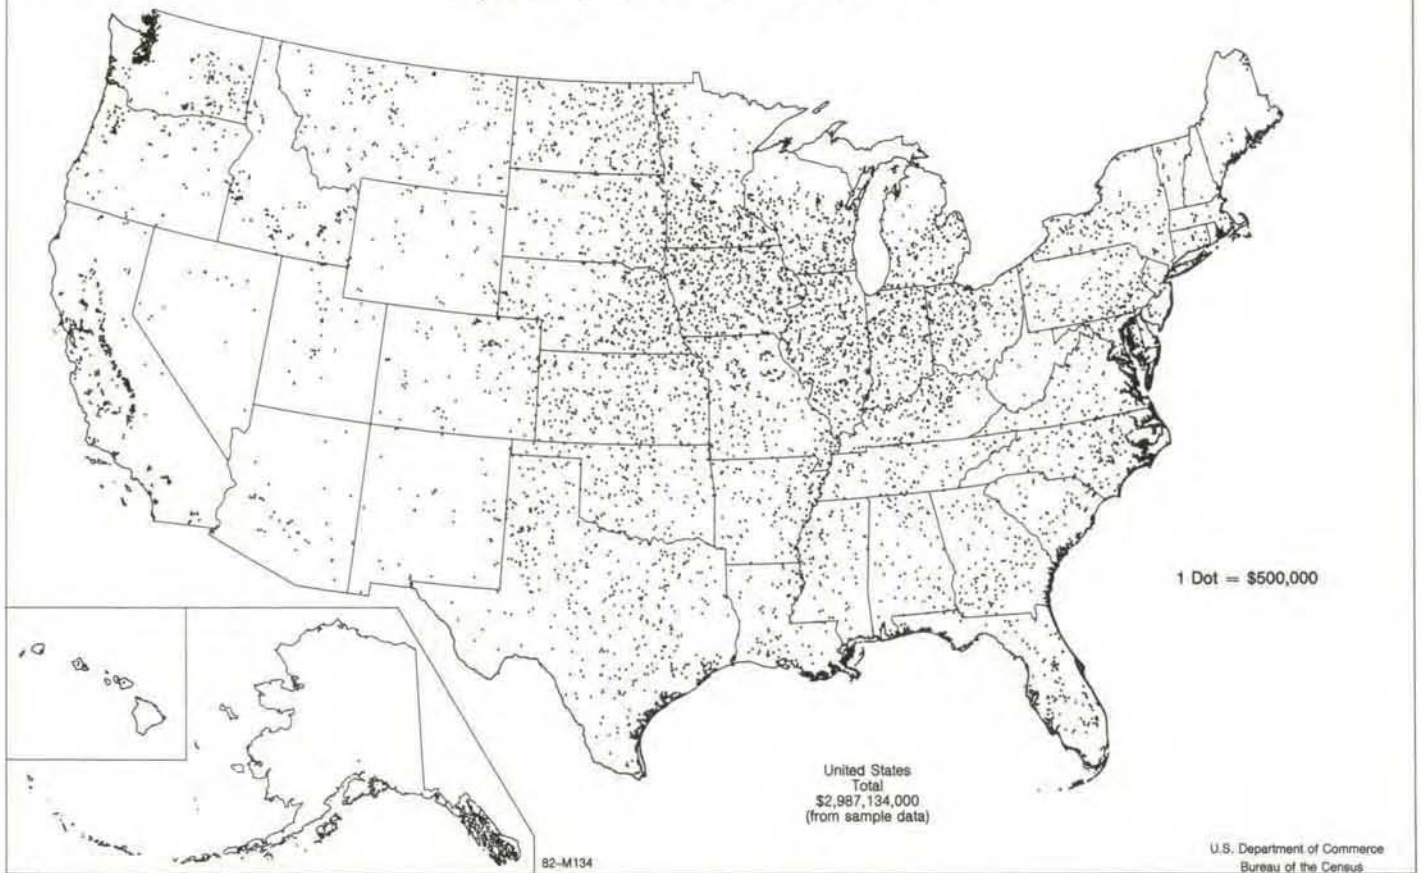 1 Dot = $500,000
United States
Total
$2,987,134,000
(from sample data)
82–M134
U.S. Department of Commerce
Bureau of the Census